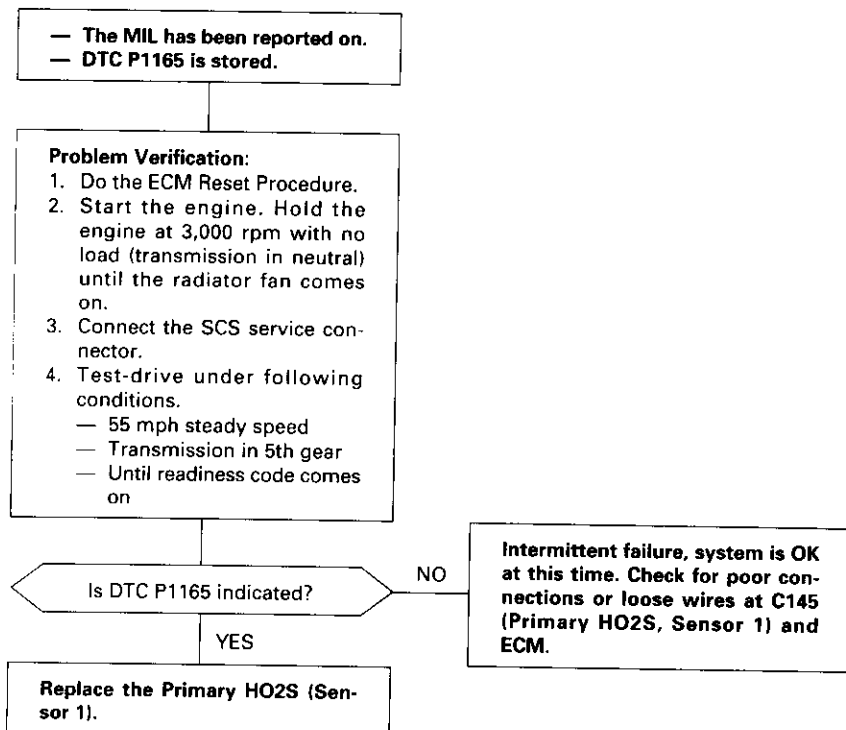 — The MIL has been reported on.
— DTC P1165 is stored.
Problem Verification:
1. Do the ECM Reset Procedure.
2. Start the engine. Hold the
engine at 3,000 rpm with no
load (transmission in neutral)
until the radiator fan comes
on.
3. Connect the SCS service con-
nector.
4. Test-drive under following
conditions.
— 55 mph steady speed
— Transmission in 5th gear
— Until readiness code comes
on
Is DTC P1165 indicated?
NO
Intermittent failure, system is OK
at this time. Check for poor con-
nections or loose wires at C145
(Primary HO2S, Sensor 1) and
ECM.
YES
Replace the Primary HO2S (Sen-
sor 1).